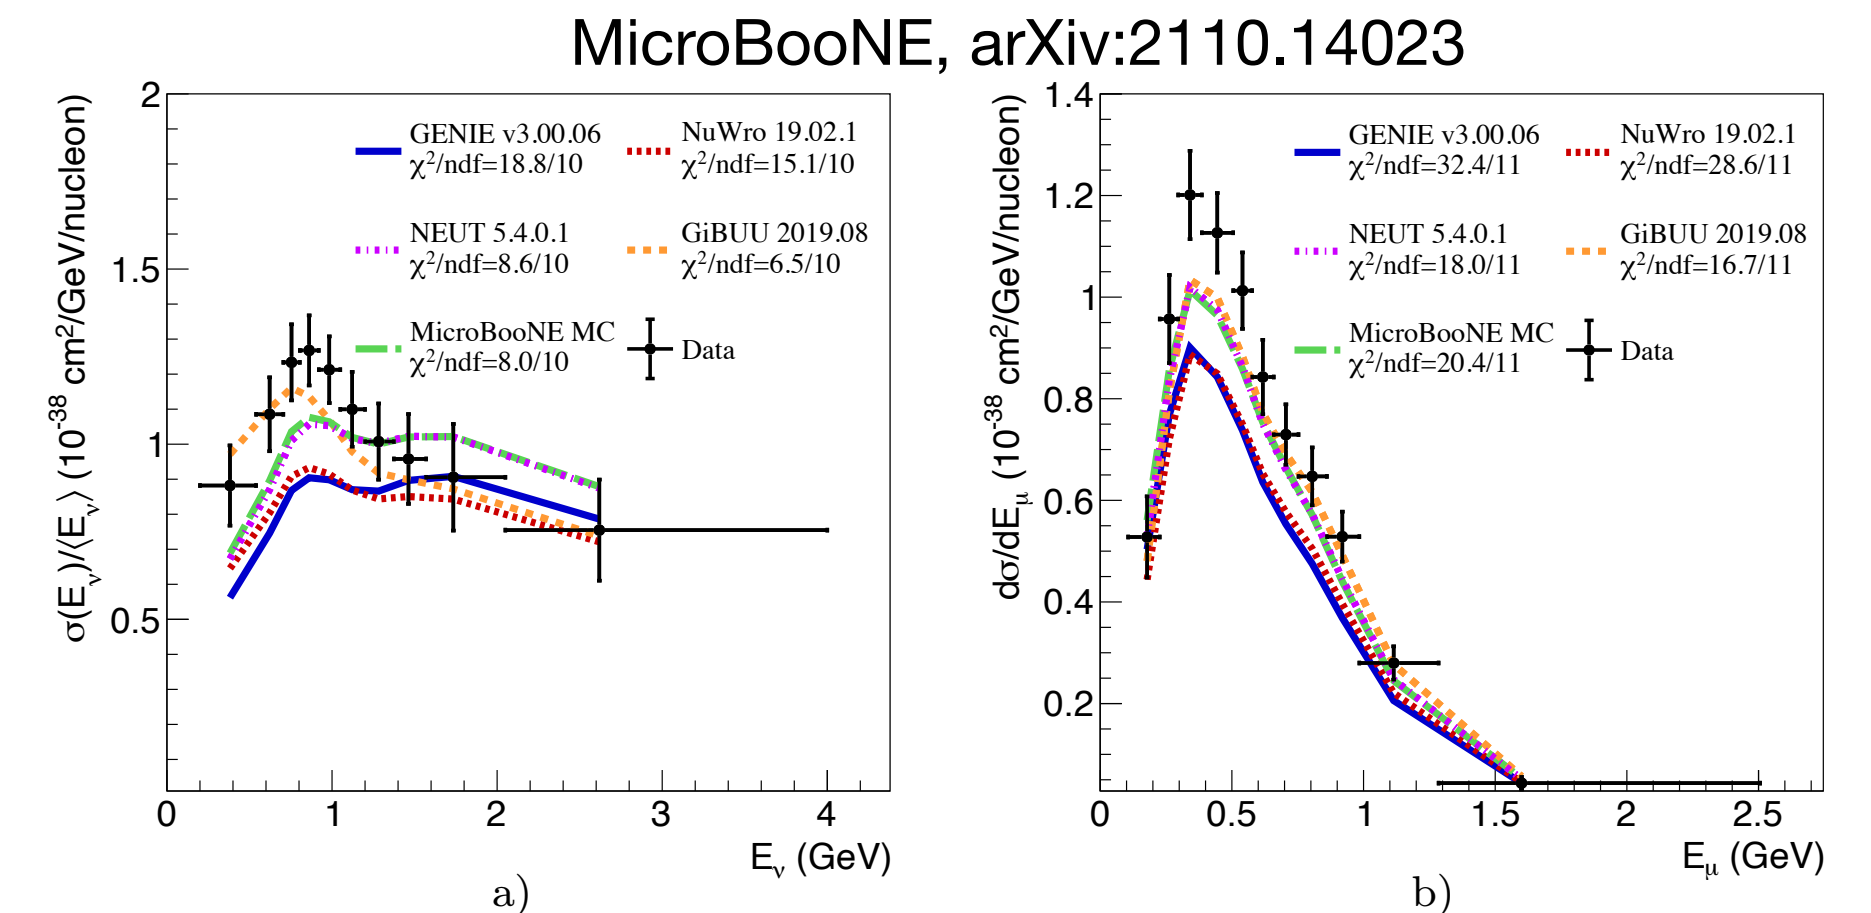 MicroBooNE, arXiv:2110.14023
σ(Eν)/⟨Eν⟩ (10⁻³⁸ cm²/GeV/nucleon)
2
1.5
1
0.5
GENIE v3.00.06
χ²/ndf=18.8/10
NuWro 19.02.1
χ²/ndf=15.1/10
NEUT 5.4.0.1
χ²/ndf=8.6/10
GiBUU 2019.08
χ²/ndf=6.5/10
MicroBooNE MC
χ²/ndf=8.0/10
Data
0 1 2 3 4
Eν (GeV)
a)
dσ/dEμ (10⁻³⁸ cm²/GeV/nucleon)
1.4
1.2
1
0.8
0.6
0.4
0.2
GENIE v3.00.06
χ²/ndf=32.4/11
NuWro 19.02.1
χ²/ndf=28.6/11
NEUT 5.4.0.1
χ²/ndf=18.0/11
GiBUU 2019.08
χ²/ndf=16.7/11
MicroBooNE MC
χ²/ndf=20.4/11
Data
0 0.5 1 1.5 2 2.5
Eμ (GeV)
b)